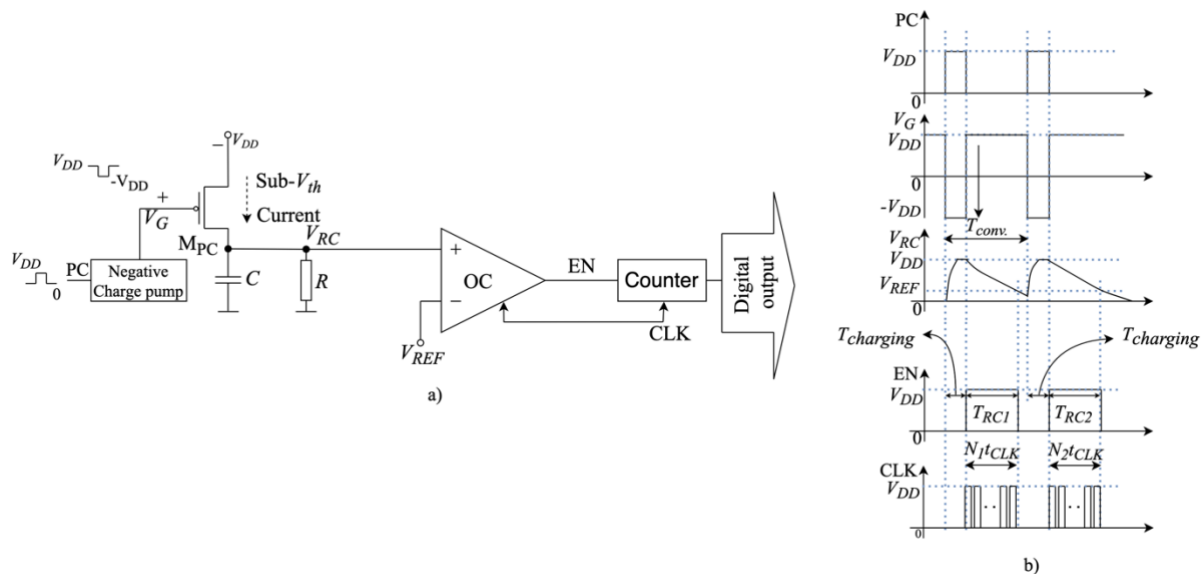 V_DD
-V_DD
+
V_G
− V_DD
Sub-V_th
Current
M_PC
V_RC
V_DD
0
PC
Negative
Charge pump
C
R
+
OC
−
V_REF
EN
Counter
CLK
Digital
output
a)
PC
V_DD
0
V_G
V_DD
0
-V_DD
T_conv.
V_RC
V_DD
V_REF
0
T_charging
T_charging
EN
V_DD
T_RC1
T_RC2
0
N_1t_CLK
N_2t_CLK
CLK
V_DD
. .
. .
0
b)